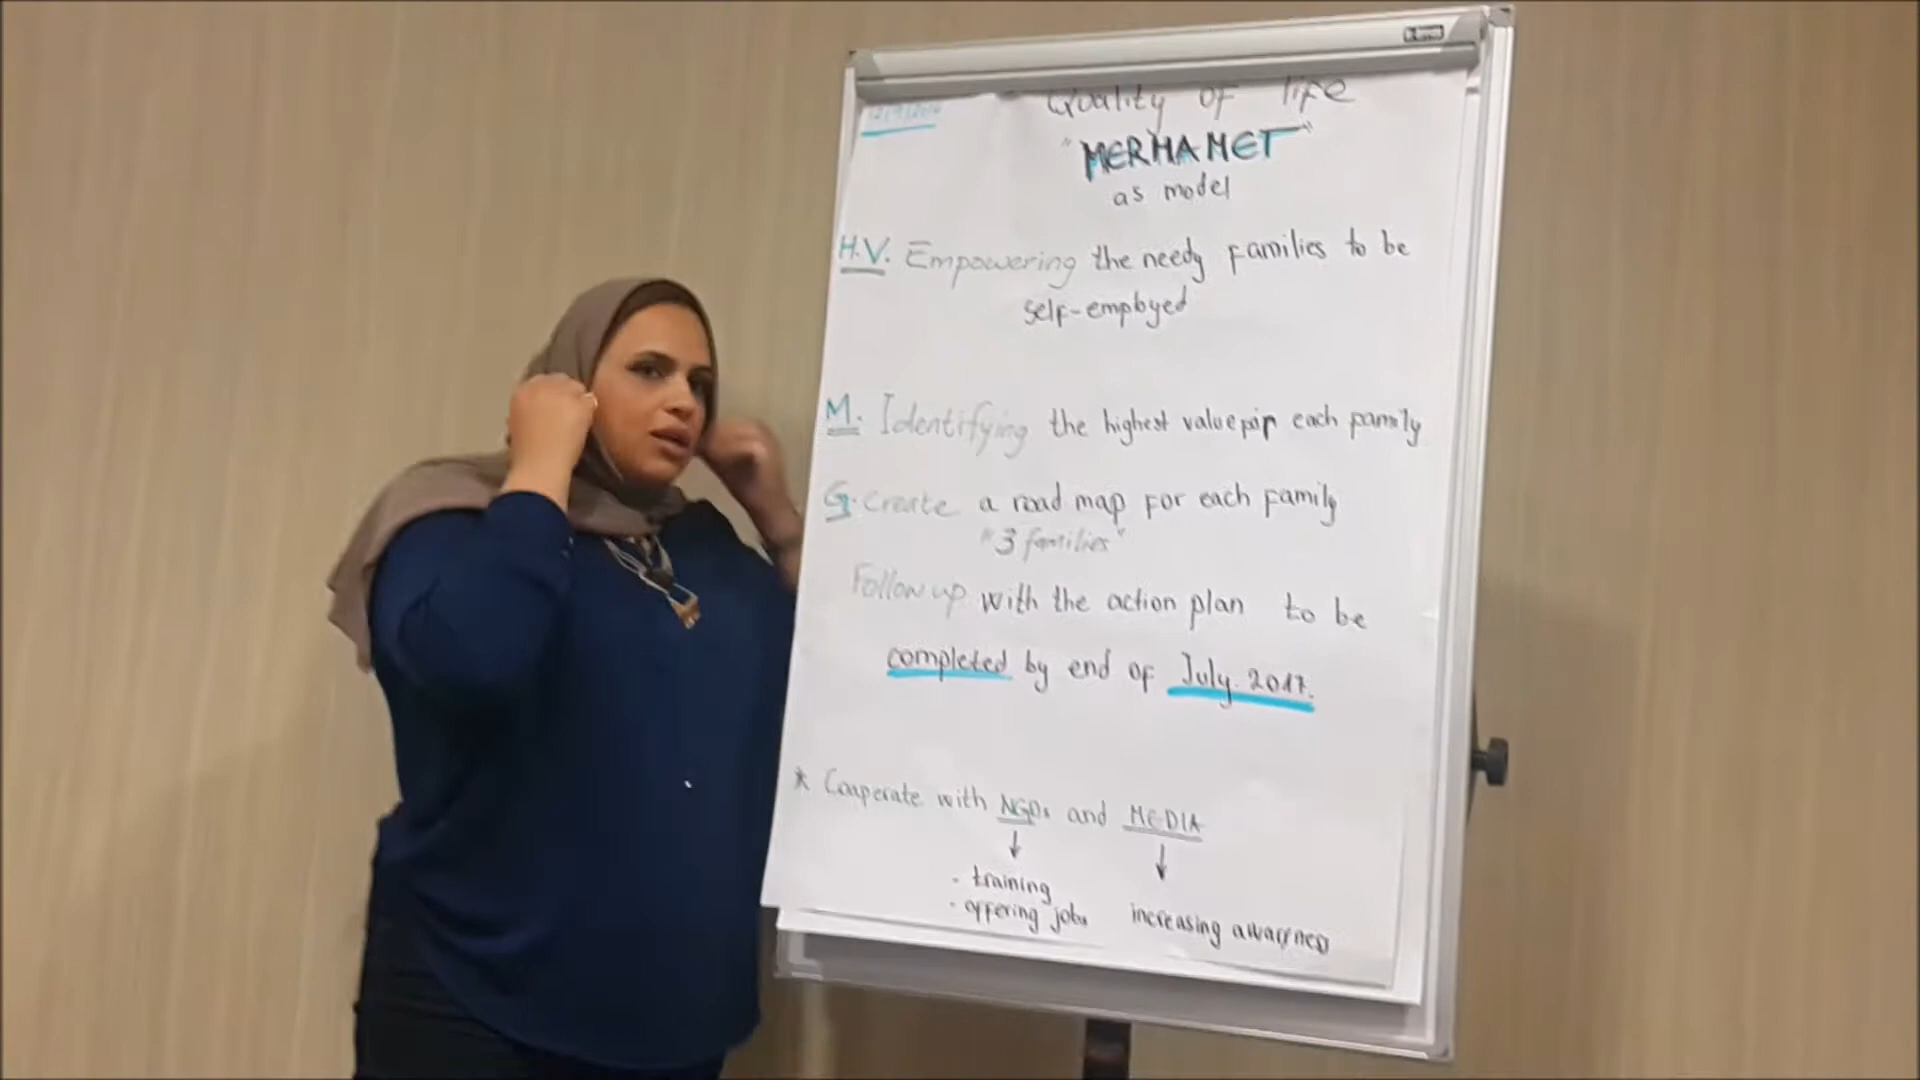 Quality of life
"MERHAMET"
as model
H.V. Empowering the needy families to be
self-employed
M. Identifying the highest value for each family
G. Create a road map for each family
"3 families"
Follow up with the action plan to be
completed by end of July. 2017.
* Cooperate with NGOs and MEDIA
- training
- offering jobs
increasing awareness